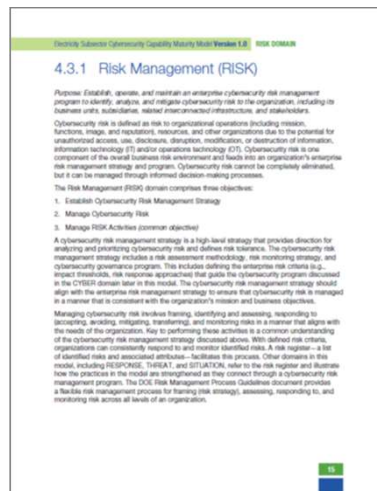 Electricity Subsector Cybersecurity Capability Maturity Model Version 1.0 RISK DOMAIN
4.3.1 Risk Management (RISK)
Purpose: Establish, operate, and maintain an enterprise cybersecurity risk management
program to identify, analyze, and mitigate cybersecurity risk to the organization, including its
business units, subsidiaries, related interconnected infrastructure, and stakeholders.
Cybersecurity risk is defined as risk to organizational operations (including mission,
functions, image, and reputation), resources, and other organizations due to the potential for
unauthorized access, use, disclosure, disruption, modification, or destruction of information,
information technology (IT) and/or operations technology (OT). Cybersecurity risk is one
component of the overall business risk environment and feeds into an organization's enterprise
risk management strategy and program. Cybersecurity risk cannot be completely eliminated,
but it can be managed through informed decision-making processes.
The Risk Management (RISK) domain comprises three objectives:
1. Establish Cybersecurity Risk Management Strategy
2. Manage Cybersecurity Risk
3. Manage RISK Activities (common objective)
A cybersecurity risk management strategy is a high-level strategy that provides direction for
analyzing and prioritizing cybersecurity risk and defines risk tolerance. The cybersecurity risk
management strategy includes a risk assessment methodology, risk monitoring strategy, and
cybersecurity governance program. This includes defining the enterprise risk criteria (e.g.,
impact thresholds, risk response approaches) that guide the cybersecurity program discussed
in the CYBER domain later in this model. The cybersecurity risk management strategy should
align with the enterprise risk management strategy to ensure that cybersecurity risk is managed
in a manner that is consistent with the organization's mission and business objectives.
Managing cybersecurity risk involves framing, identifying and assessing, responding to
(accepting, avoiding, mitigating, transferring), and monitoring risks in a manner that aligns with
the needs of the organization. Key to performing these activities is a common understanding
of the cybersecurity risk management strategy discussed above. With defined risk criteria,
organizations can consistently respond to and monitor identified risks. A risk register—a list
of identified risks and associated attributes—facilitates this process. Other domains in this
model, including RESPONSE, THREAT, and SITUATION, refer to the risk register and illustrate
how the practices in the model are strengthened as they connect through a cybersecurity risk
management program. The DOE Risk Management Process Guidelines document provides
a flexible risk management process for framing (risk strategy), assessing, responding to, and
monitoring risk across all levels of an organization.
15